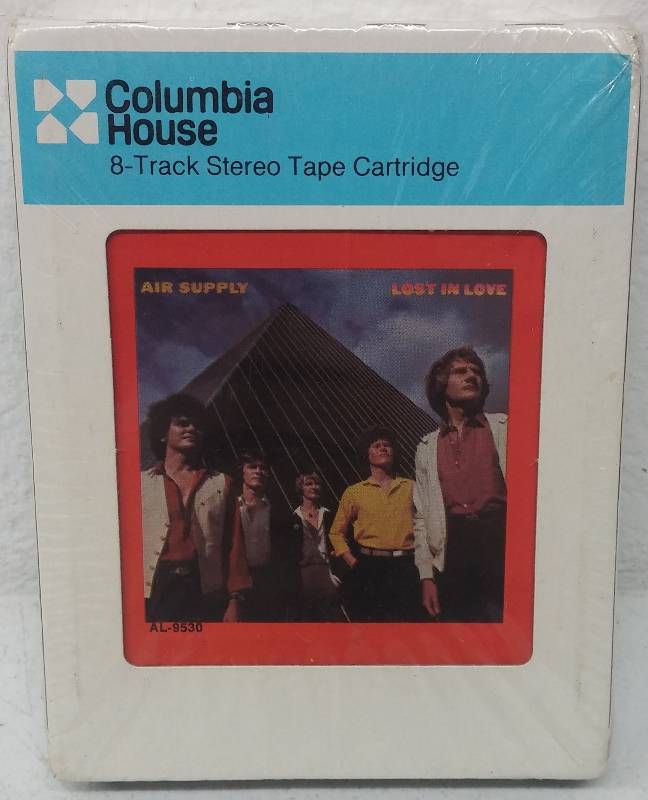 Columbia
House
8-Track Stereo Tape Cartridge
AIR SUPPLY LOST IN LOVE
AL-9530